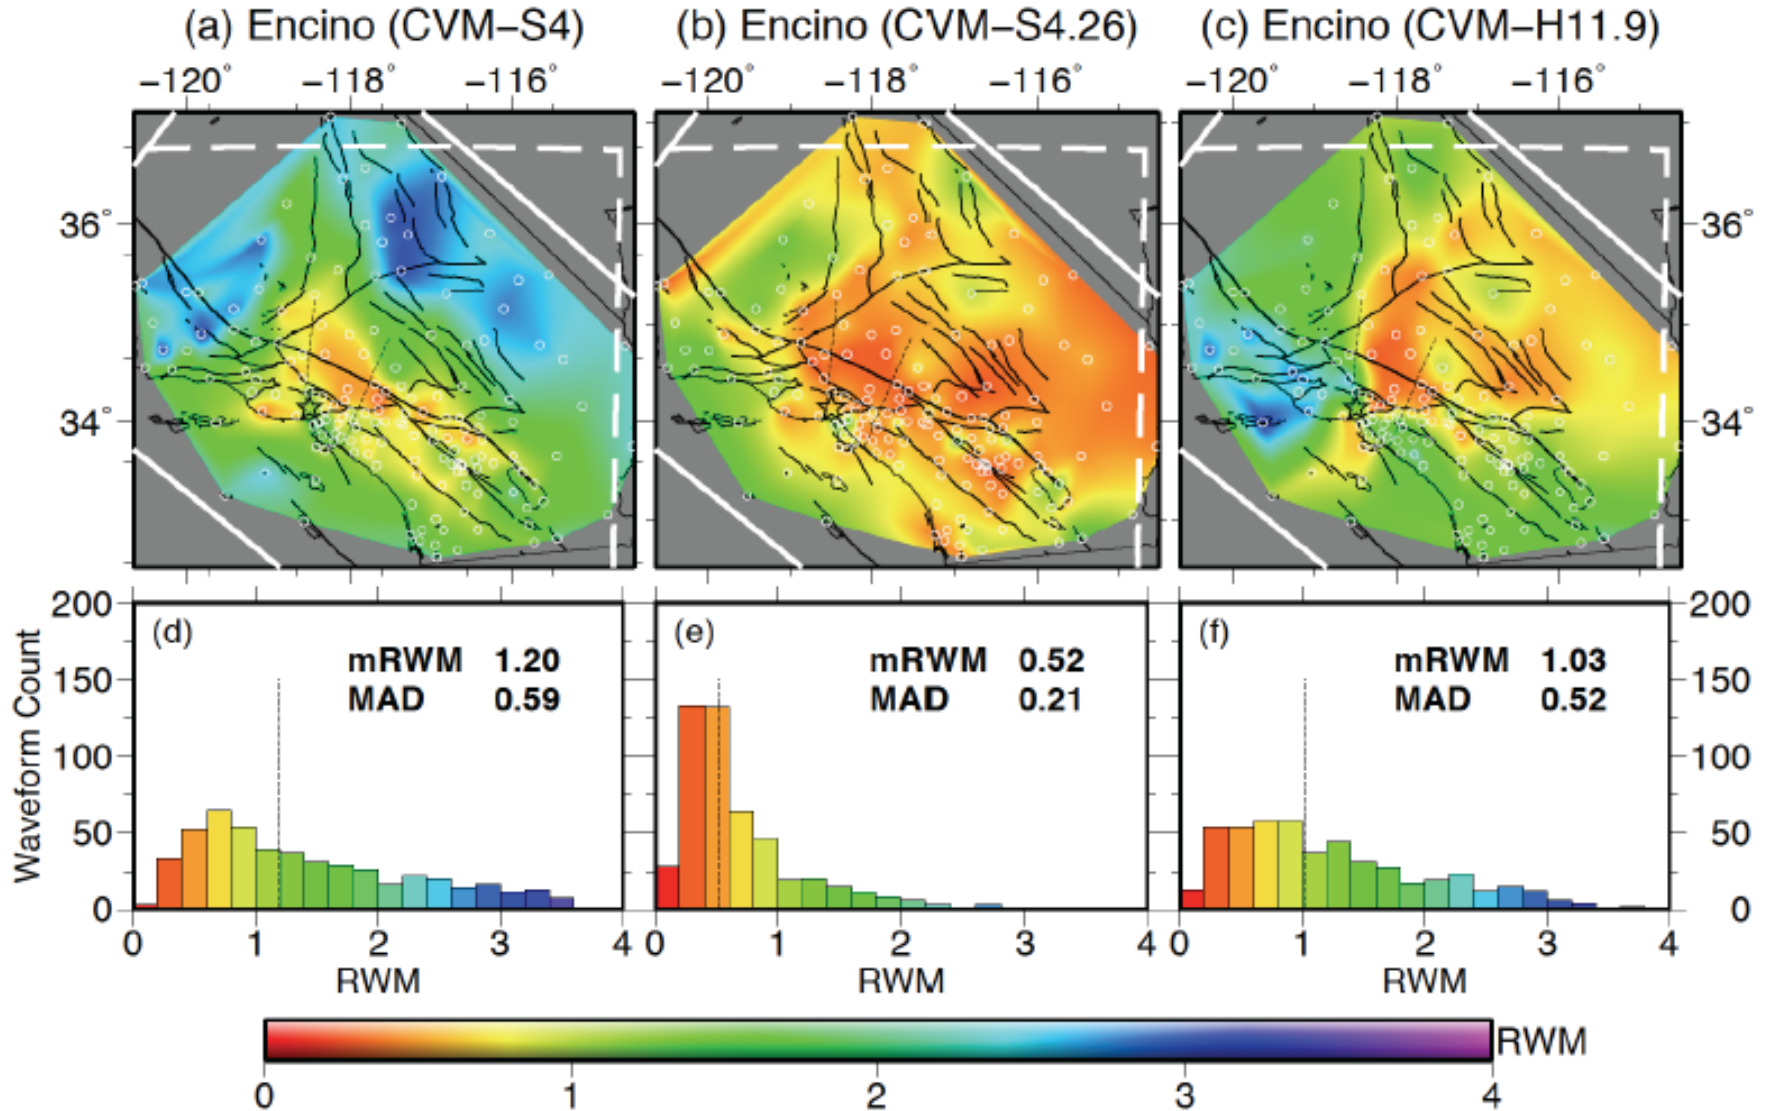 (a) Encino (CVM−S4) (b) Encino (CVM−S4.26) (c) Encino (CVM−H11.9)
−120° −118° −116° −120° −118° −116° −120° −118° −116°
36° 36°
34° 34°
200 (d) (e) (f) 200
mRWM 1.20 mRWM 0.52 mRWM 1.03
150 MAD 0.59 MAD 0.21 MAD 0.52 150
Waveform Count
100 100
50 50
0 0
0 1 2 3 4 0 1 2 3 4 0 1 2 3 4
RWM RWM RWM
RWM
0 1 2 3 4